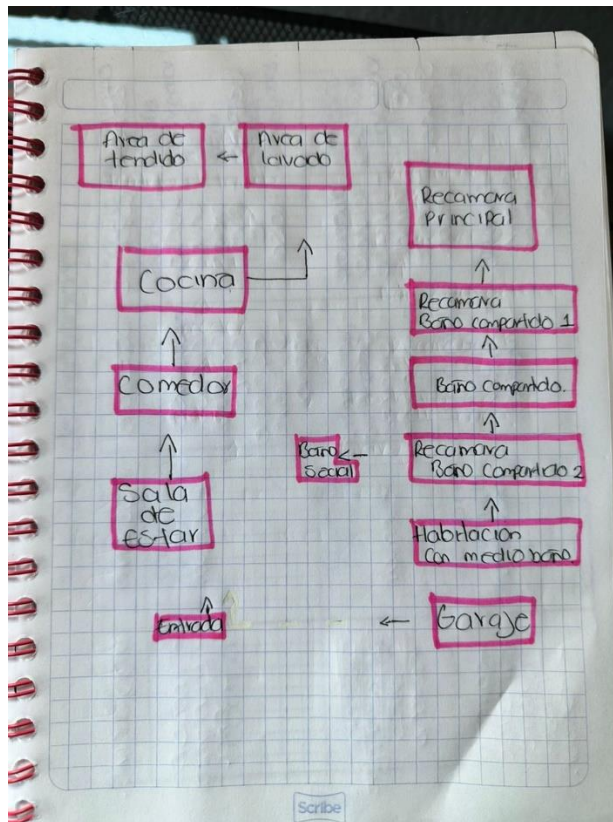 Area de
tendido
Area de
lavado
Recamara
Principal
Cocina
Recamara
Baño compartido 1
Comedor
Baño compartido.
Baño
Social
Recamara
Baño compartido 2
Sala
de
estar
Habitacion
Con medio baño.
Entrada
Garaje
Scribe